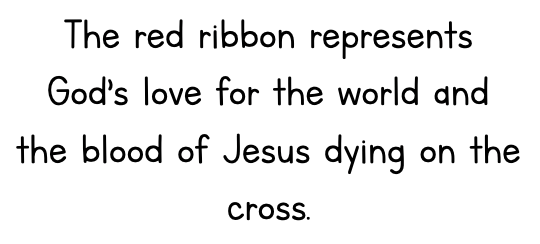 The red ribbon represents
God's love for the world and
the blood of Jesus dying on the
cross.